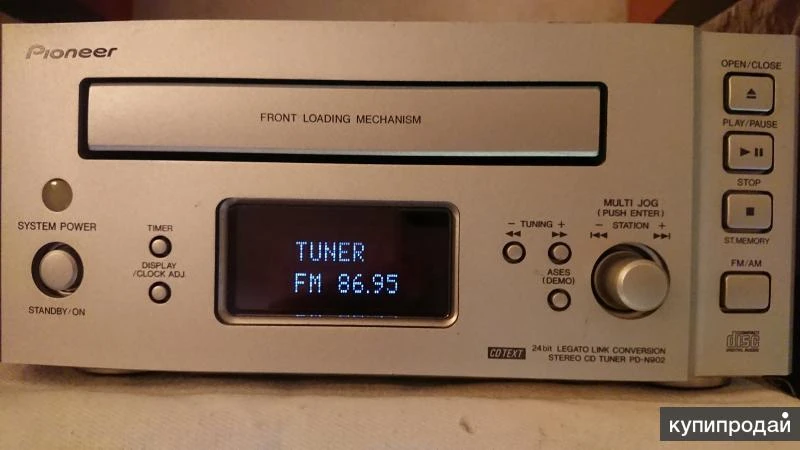 Pioneer
OPEN/CLOSE
FRONT LOADING MECHANISM
PLAY/PAUSE
STOP
SYSTEM POWER
TIMER
DISPLAY
/CLOCK ADJ.
STANDBY/ON
TUNER
FM 86.95
− TUNING +
ASES
(DEMO)
MULTI JOG
(PUSH ENTER)
− STATION +
ST.MEMORY
FM/AM
CD TEXT
24bit LEGATO LINK CONVERSION
STEREO CD TUNER PD-N902
COMPACT
disc
DIGITAL AUDIO
купипродай